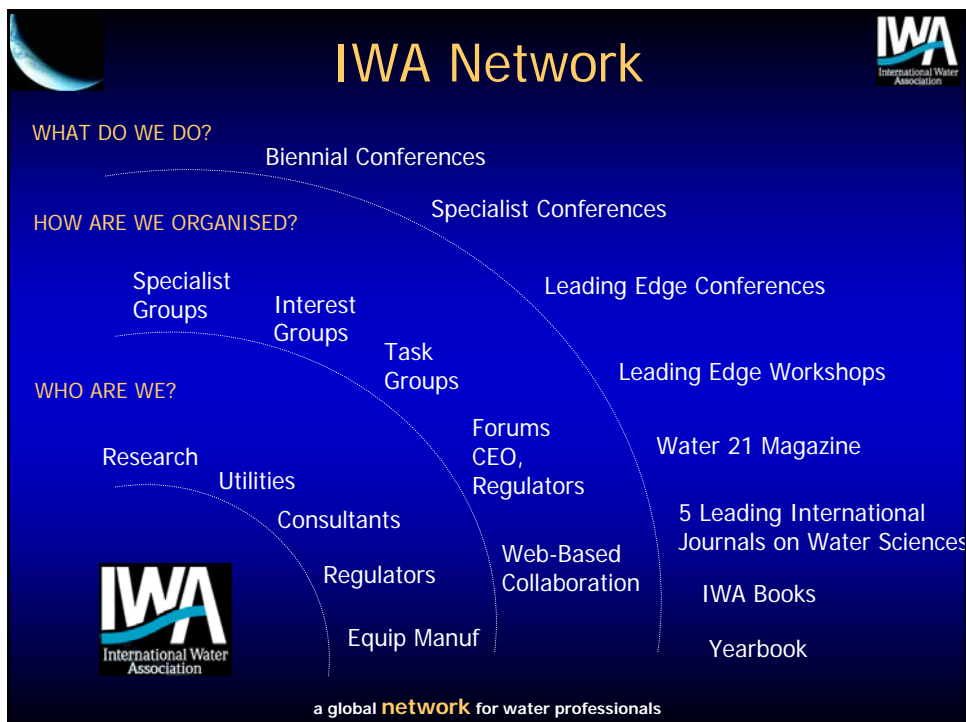 IWA Network
IWA
International Water
Association
WHAT DO WE DO?
Biennial Conferences
Specialist Conferences
Leading Edge Conferences
Leading Edge Workshops
Water 21 Magazine
5 Leading International
Journals on Water Sciences
IWA Books
Yearbook
HOW ARE WE ORGANISED?
Specialist
Groups
Interest
Groups
Task
Groups
Forums
CEO,
Regulators
Web-Based
Collaboration
WHO ARE WE?
Research
Utilities
Consultants
Regulators
Equip Manuf
IWA
International Water
Association
a global network for water professionals